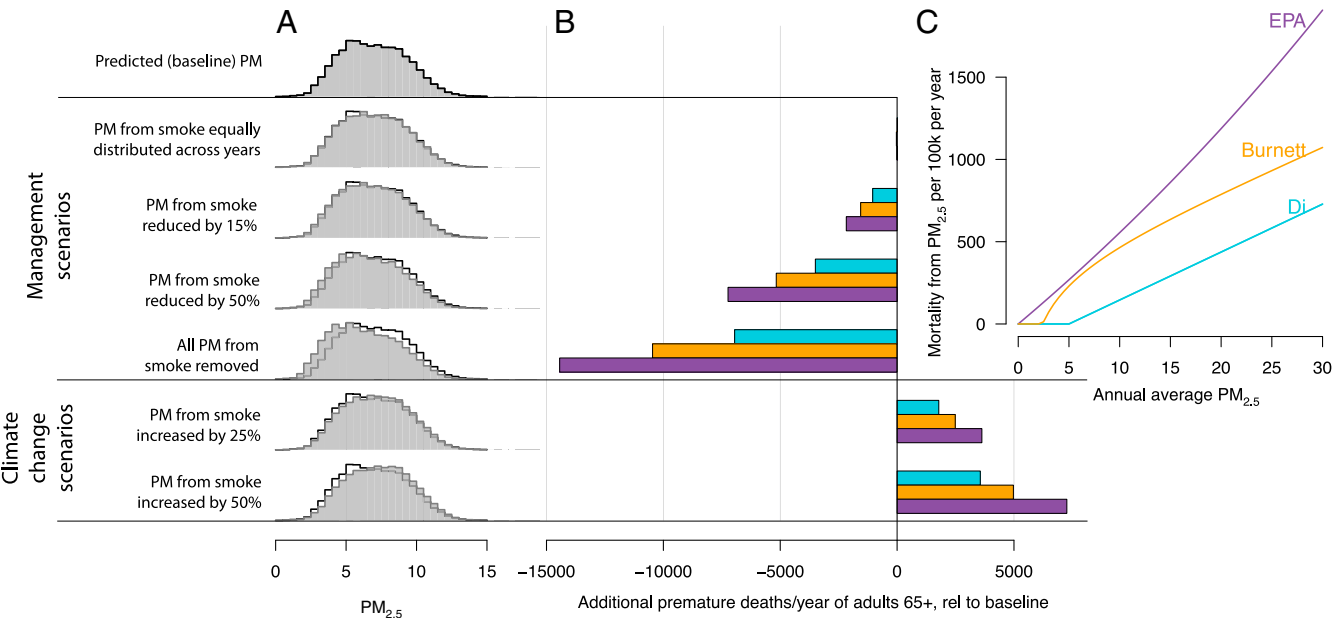 A
B
C
Predicted (baseline) PM
Management
scenarios
PM from smoke equally
distributed across years
PM from smoke
reduced by 15%
PM from smoke
reduced by 50%
All PM from
smoke removed
Climate
change
scenarios
PM from smoke
increased by 25%
PM from smoke
increased by 50%
0 5 10 15
PM2.5
−15000 −10000 −5000 0 5000
Additional premature deaths/year of adults 65+, rel to baseline
Mortality from PM2.5 per 100k per year
1500
1000
500
0
EPA
Burnett
Di
0 5 10 15 20 25 30
Annual average PM2.5